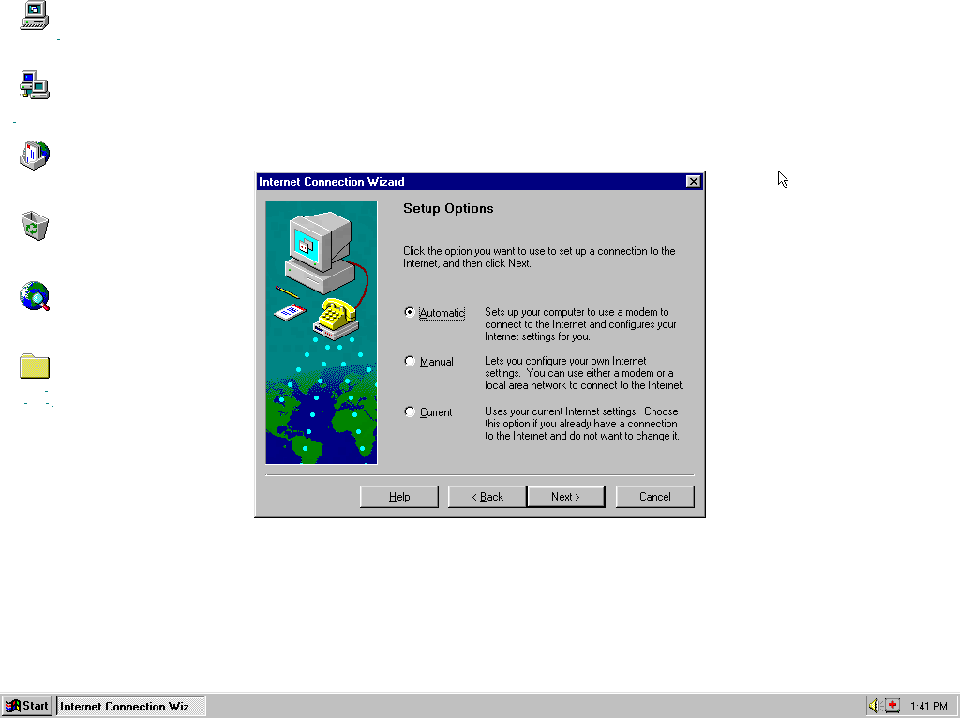 Internet Connection Wizard
Setup Options
Click the option you want to use to set up a connection to the
Internet, and then click Next.
Automatic
Sets up your computer to use a modem to
connect to the Internet and configures your
Internet settings for you.
Manual
Lets you configure your own Internet
settings. You can use either a modem or a
local area network to connect to the Internet.
Current
Uses your current Internet settings. Choose
this option if you already have a connection
to the Internet and do not want to change it.
Help
< Back
Next >
Cancel
Start
Internet Connection Wiz
1:41 PM